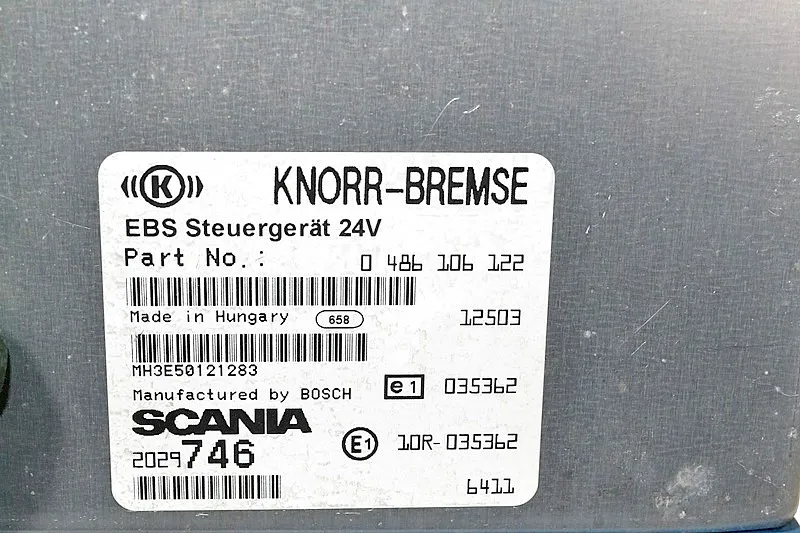 K KNORR-BREMSE
EBS Steuergerät 24V
Part No.: 0 486 106 122
Made in Hungary 658 12503
MH3E50121283
Manufactured by BOSCH e1 035362
SCANIA
2029746 E1 10R-035362
6411